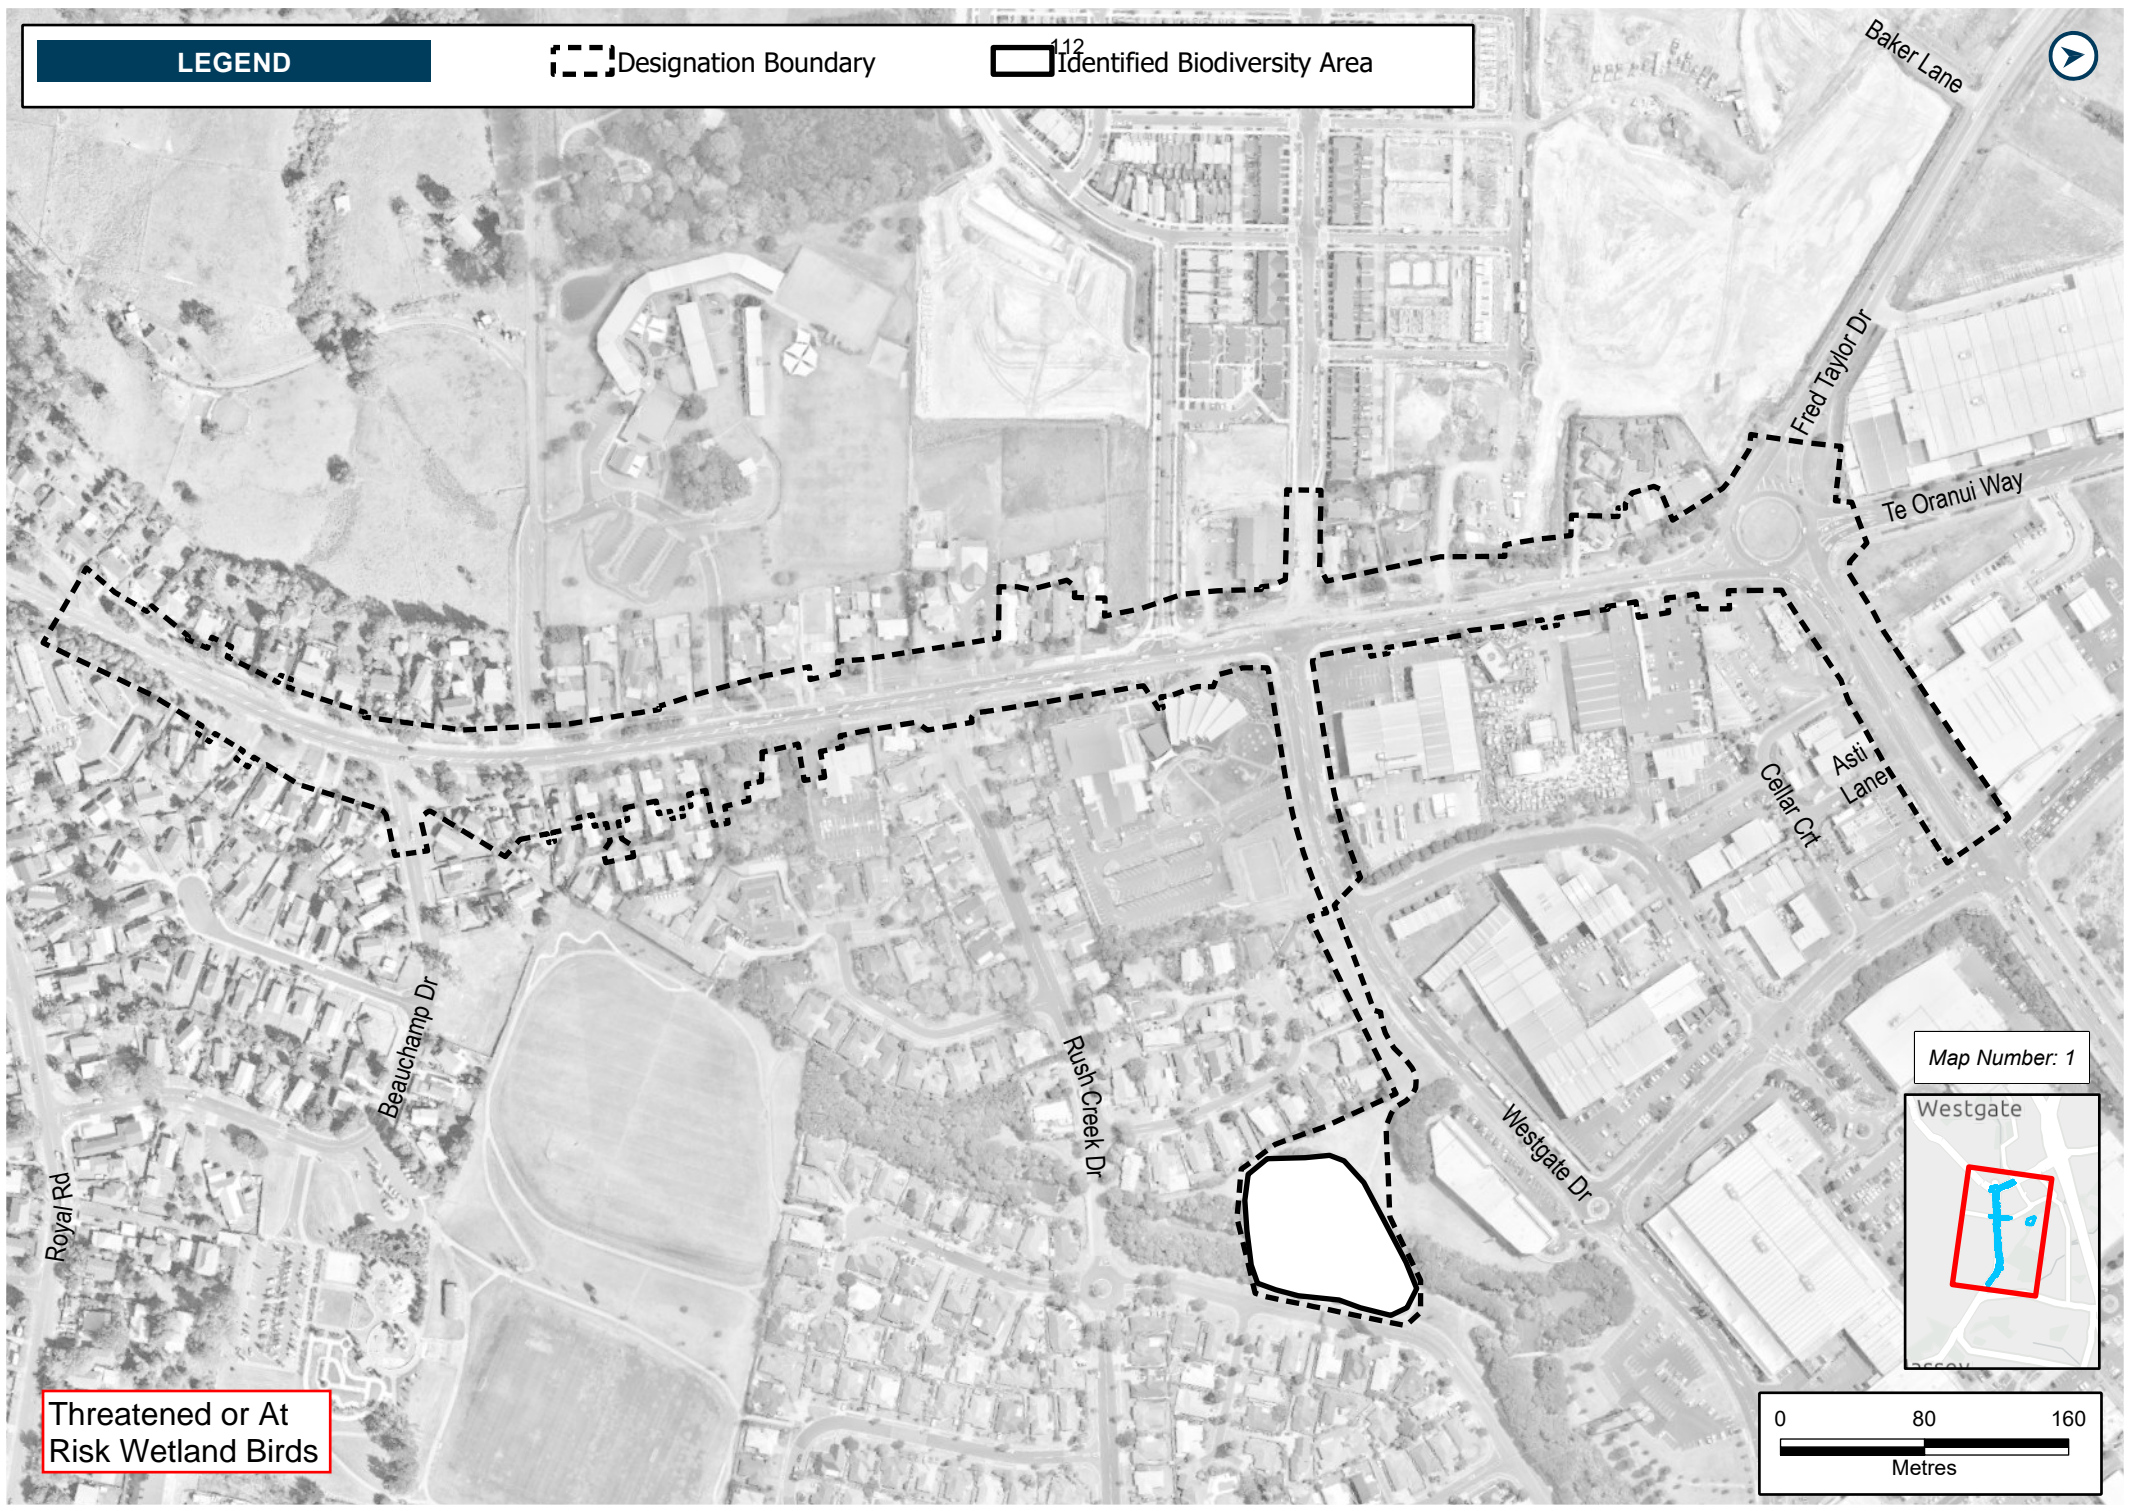 112
LEGEND
Designation Boundary
Identified Biodiversity Area
Baker Lane
Fred Taylor Dr
Te Oranui Way
Asti
Lane
Cellar Crt
Beauchamp Dr
Rush Creek Dr
Westgate Dr
Royal Rd
Map Number: 1
Westgate
Threatened or At
Risk Wetland Birds
0 80 160
Metres